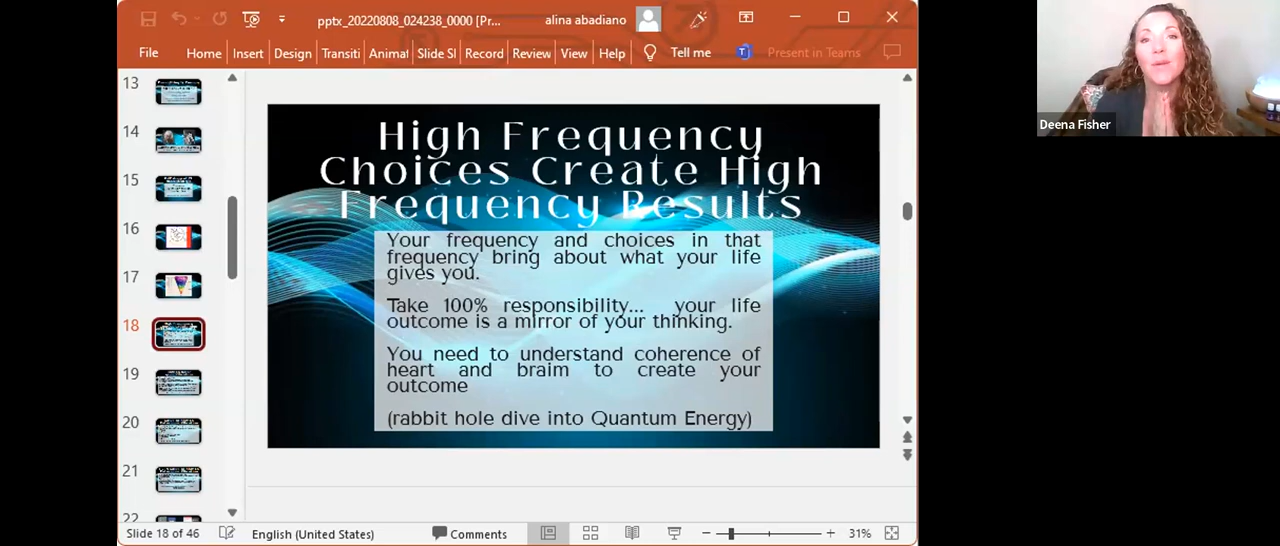 pptx_20220808_024238_0000 [Pr...
alina abadiano
File Home Insert Design Transiti Animat Slide Sl Record Review View Help Tell me Present in Teams
13
14
15
16
17
18
19
20
21
22
High Frequency
Choices Create High
Frequency Results
Your frequency and choices in that
frequency bring about what your life
gives you.
Take 100% responsibility... your life
outcome is a mirror of your thinking.
You need to understand coherence of
heart and braim to create your
outcome
(rabbit hole dive into Quantum Energy)
Slide 18 of 46 English (United States) Comments 31%
Deena Fisher